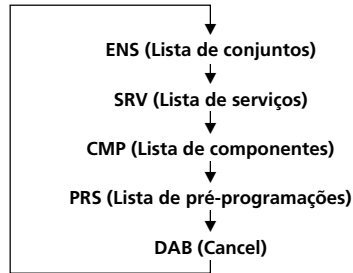 ENS (Lista de conjuntos)
SRV (Lista de serviços)
CMP (Lista de componentes)
PRS (Lista de pré-programações)
DAB (Cancel)